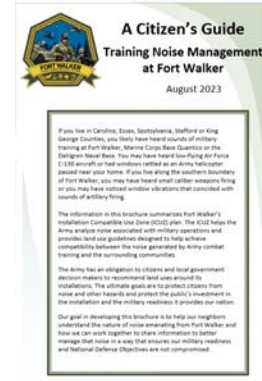 A Citizen's Guide
Training Noise Management
at Fort Walker
August 2023
FORT WALKER
If you live in Caroline, Essex, Spotsylvania, Stafford or King
George Counties, you likely have heard sounds of military
training at Fort Walker, Marine Corps Base Quantico or the
Dahlgren Naval Base. You may have heard low-flying Air Force
C-130 aircraft or had windows rattled as an Army helicopter
passed near your home. If you live along the southern boundary
of Fort Walker, you may have heard small caliber weapons firing
or you may have noticed window vibrations that coincided with
sounds of artillery firing.
The information in this brochure summarizes Fort Walker's
Installation Compatible Use Zone (ICUZ) plan. The ICUZ helps the
Army analyze noise associated with military operations and
provides land use guidelines designed to help achieve
compatibility between the noise generated by Army combat
training and the surrounding communities.
The Army has an obligation to citizens and local government
decision makers to recommend land uses around its
installations. The ultimate goals are to protect citizens from
noise and other hazards and protect the public's investment in
the installation and the military readiness it provides our nation.
Our goal in developing this brochure is to help our neighbors
understand the nature of noise emanating from Fort Walker and
how we can work together to share information to better
manage that noise in a way that ensures our military readiness
and National Defense Objectives are not compromised.